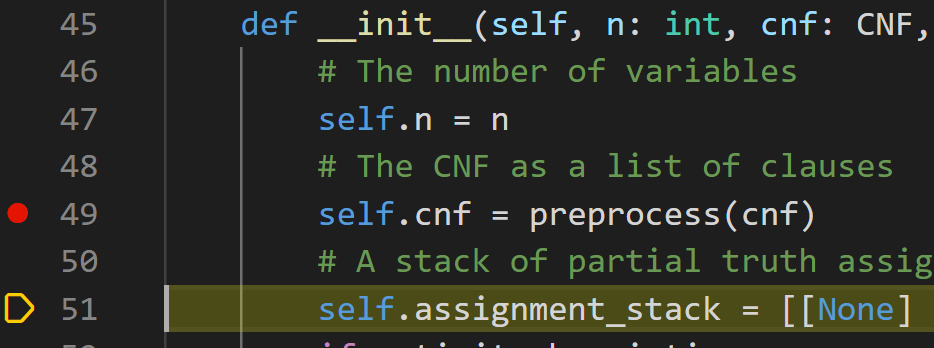 45 def __init__(self, n: int, cnf: CNF,
46 # The number of variables
47 self.n = n
48 # The CNF as a list of clauses
49 self.cnf = preprocess(cnf)
50 # A stack of partial truth assig
51 self.assignment_stack = [[None]